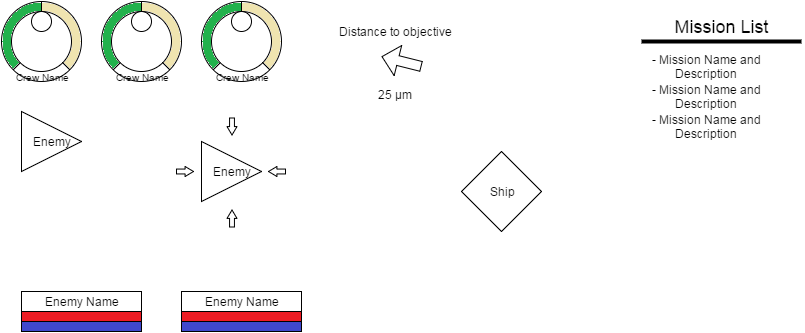 Crew Name
Crew Name
Crew Name
Distance to objective
25 µm
Mission List
- Mission Name and
Description
- Mission Name and
Description
- Mission Name and
Description
Enemy
Enemy
Ship
Enemy Name
Enemy Name